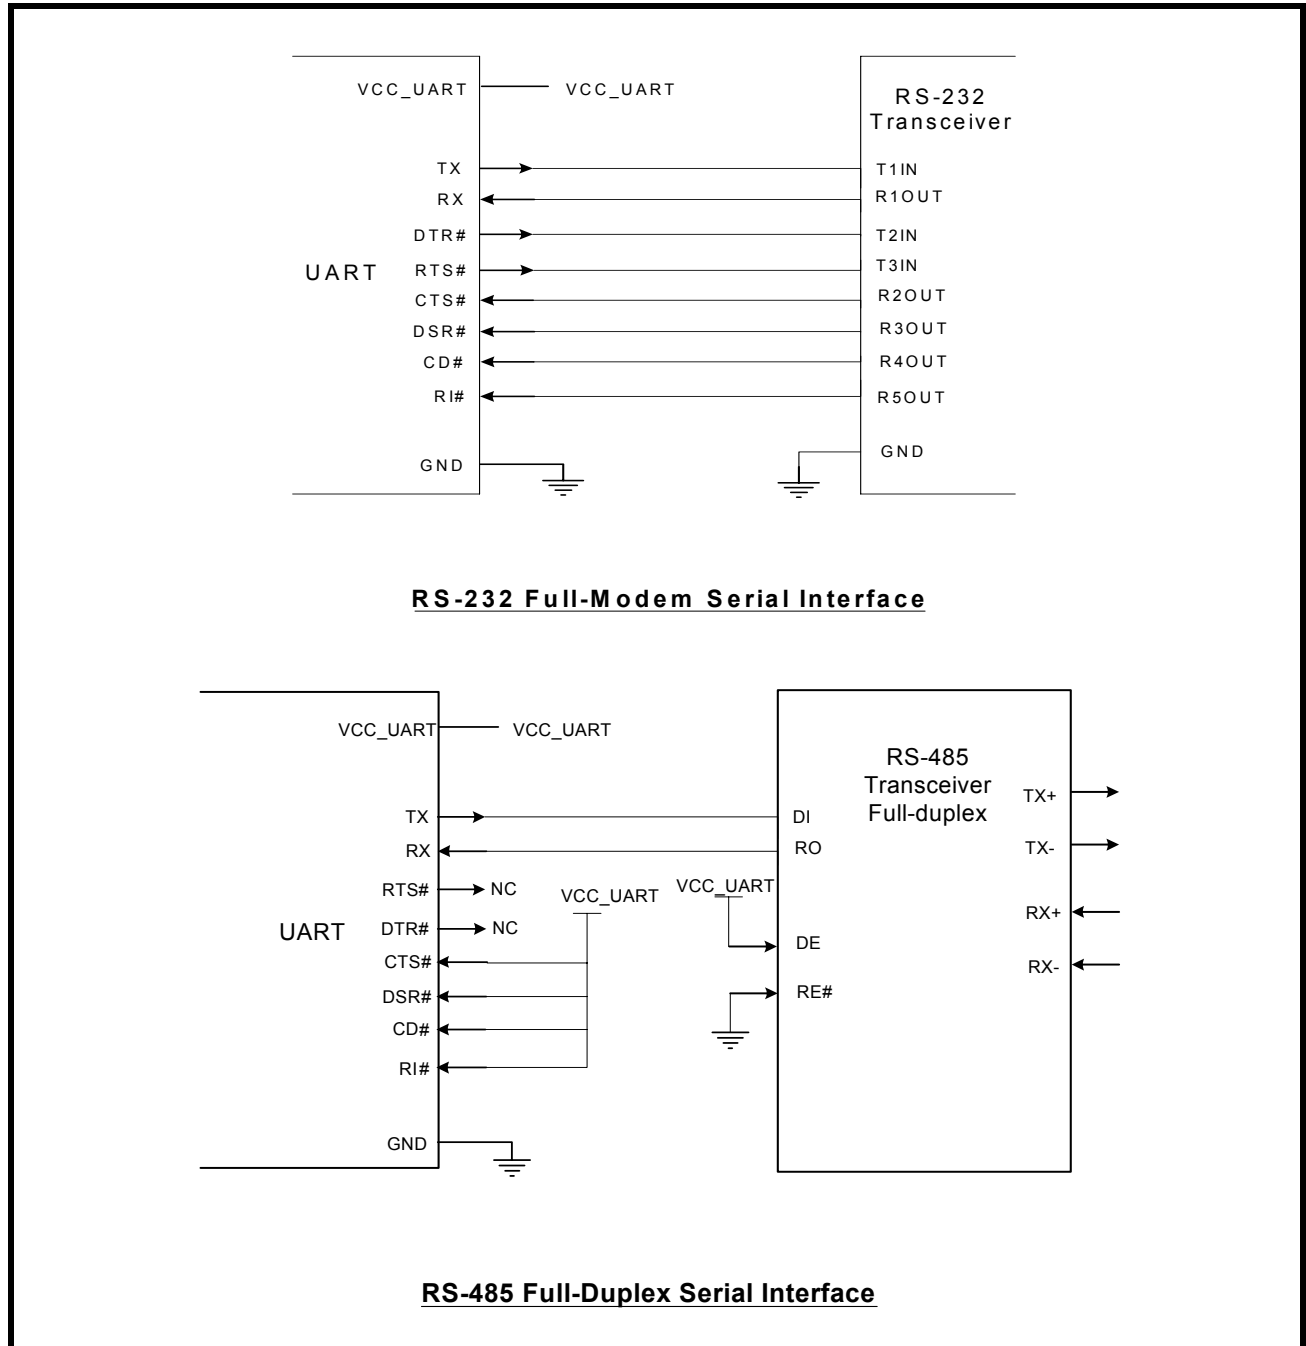 VCC_UART VCC_UART
RS-232
Transceiver
TX T1IN
RX R1OUT
DTR# T2IN
UART RTS# T3IN
CTS# R2OUT
DSR# R3OUT
CD# R4OUT
RI# R5OUT
GND GND
RS-232 Full-Modem Serial Interface
VCC_UART VCC_UART
RS-485
Transceiver
Full-duplex
TX+
TX DI
RX RO TX-
RTS# NC VCC_UART VCC_UART
RX+
UART DTR# NC
DE
CTS# RX-
DSR# RE#
CD#
RI#
GND
RS-485 Full-Duplex Serial Interface